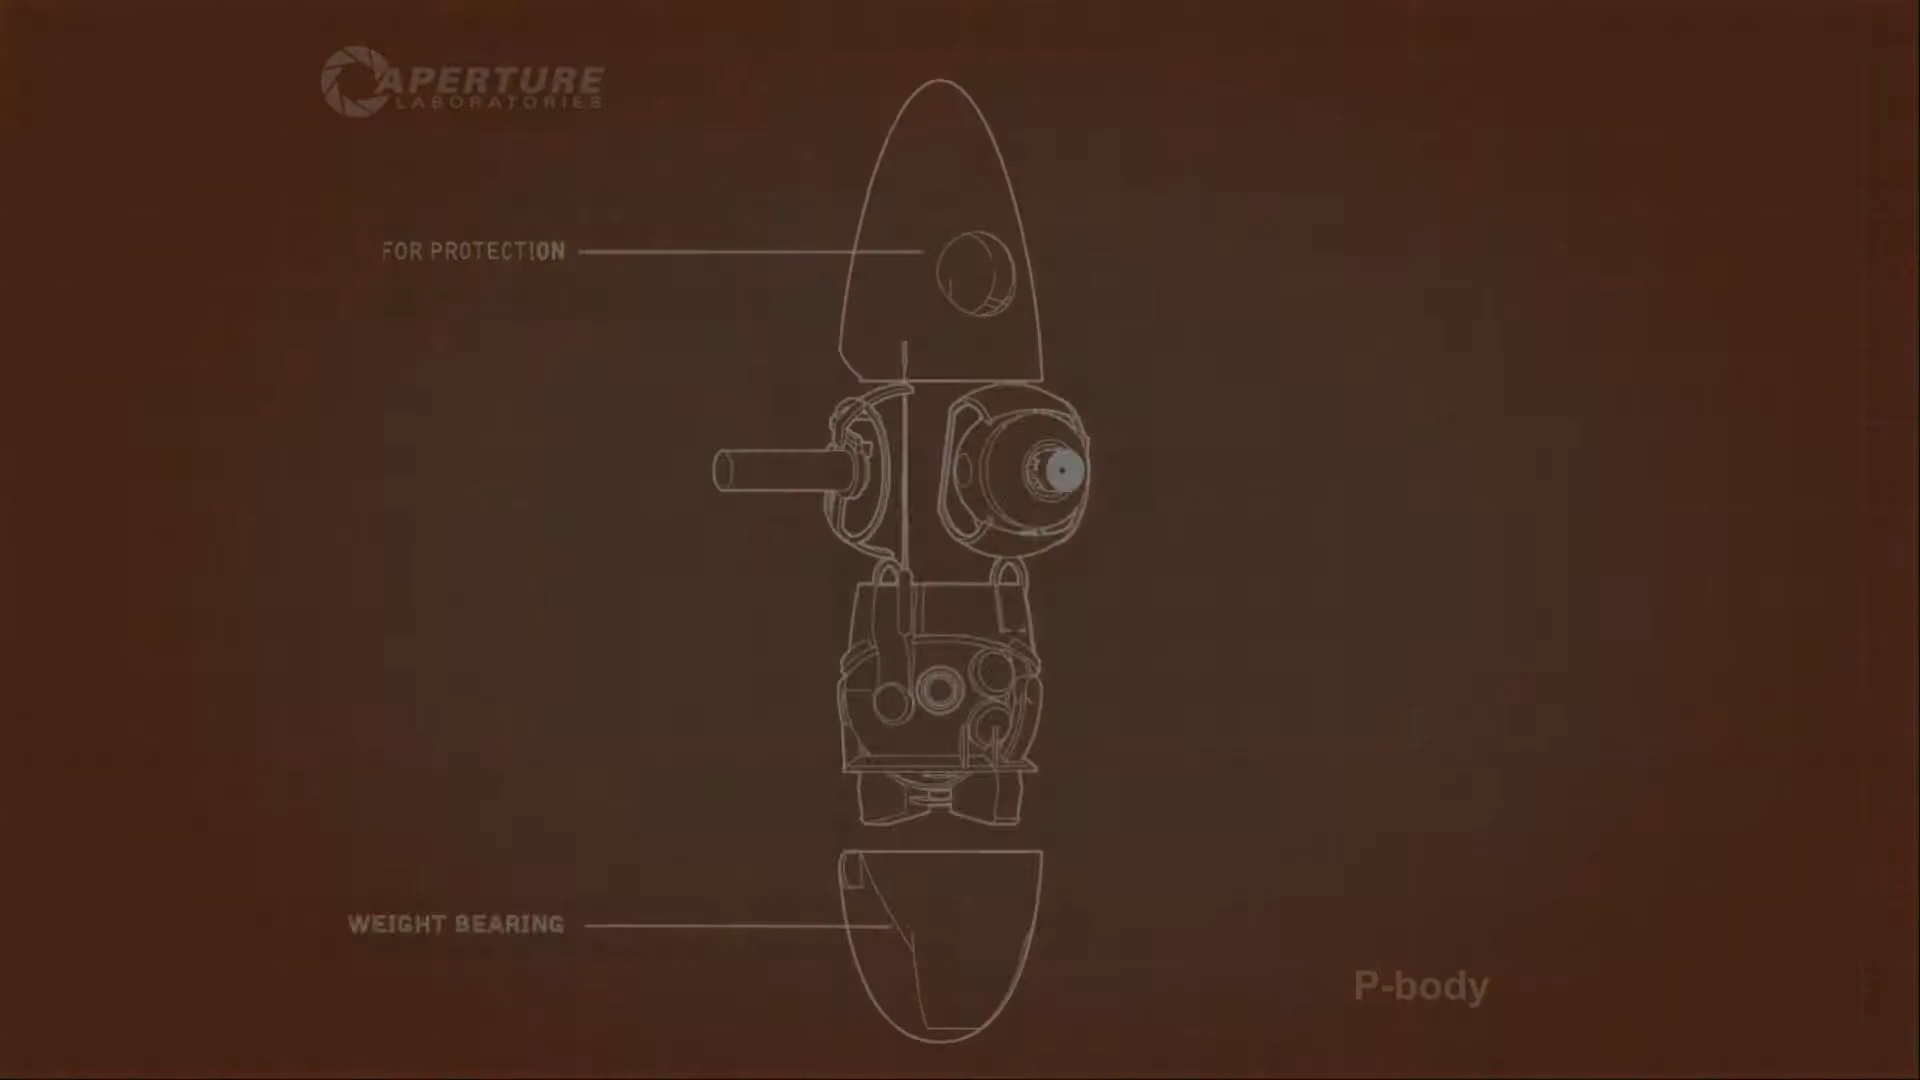 APERTURE
LABORATORIES
FOR PROTECTION
WEIGHT BEARING
P-body